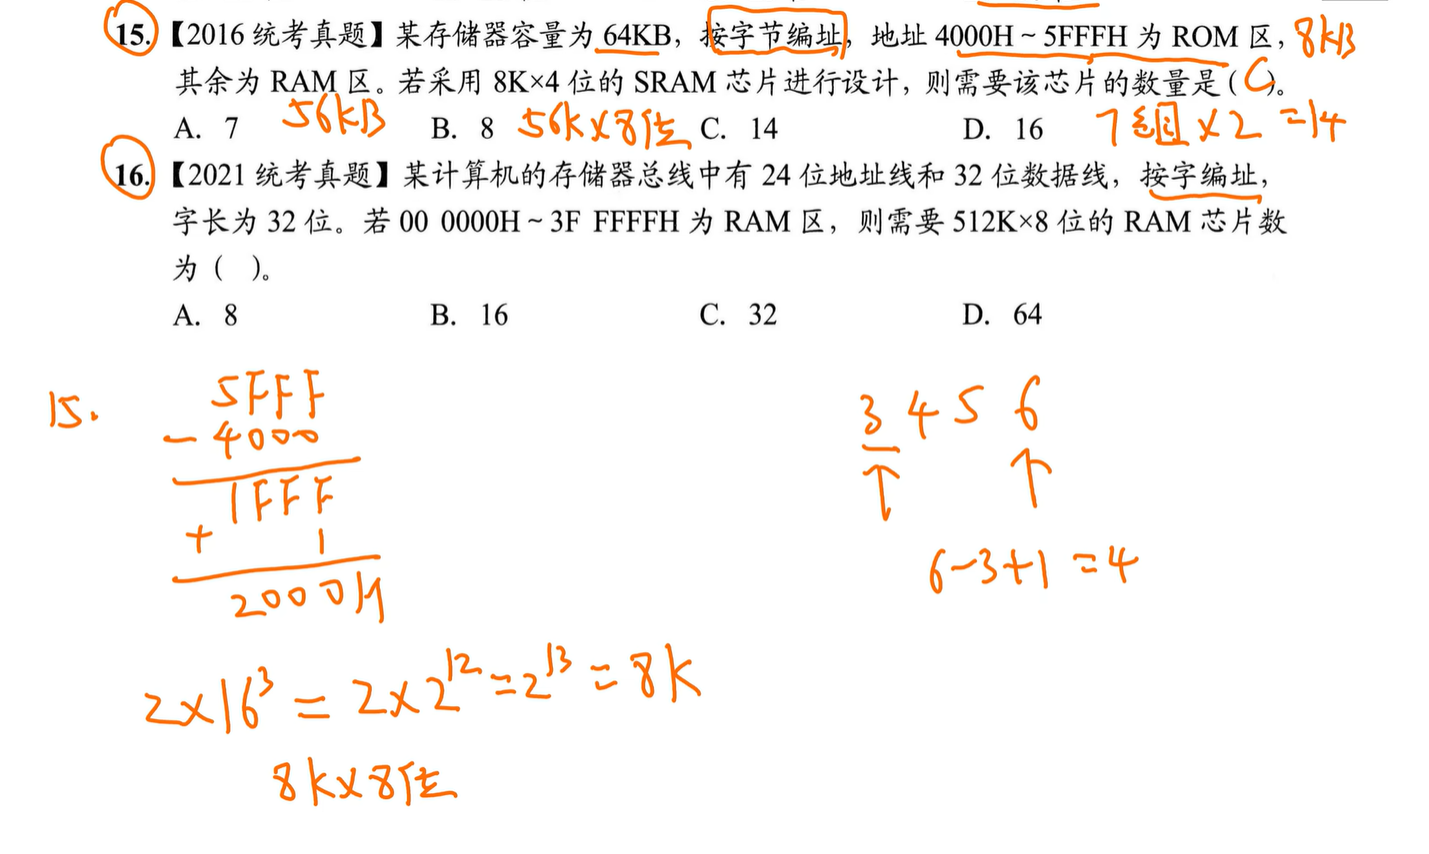 15.【2016 统考真题】某存储器容量为 64KB，按字节编址，地址 4000H ~ 5FFFH 为 ROM 区， 8KB
其余为 RAM 区。若采用 8K×4 位的 SRAM 芯片进行设计，则需要该芯片的数量是（ C ）。
A. 7 56KB B. 8 56K×8位 C. 14 D. 16 7组×2=14
16.【2021 统考真题】某计算机的存储器总线中有 24 位地址线和 32 位数据线，按字编址，
字长为 32 位。若 00 0000H ~ 3F FFFFH 为 RAM 区，则需要 512K×8 位的 RAM 芯片数
为（ ）。
A. 8 B. 16 C. 32 D. 64
15.
5FFF
- 4000
1FFF
+ 1
2000H
2×16³ = 2×2¹² = 2¹³ = 8K
8K×8位
3 4 5 6
↑ ↑
6-3+1=4